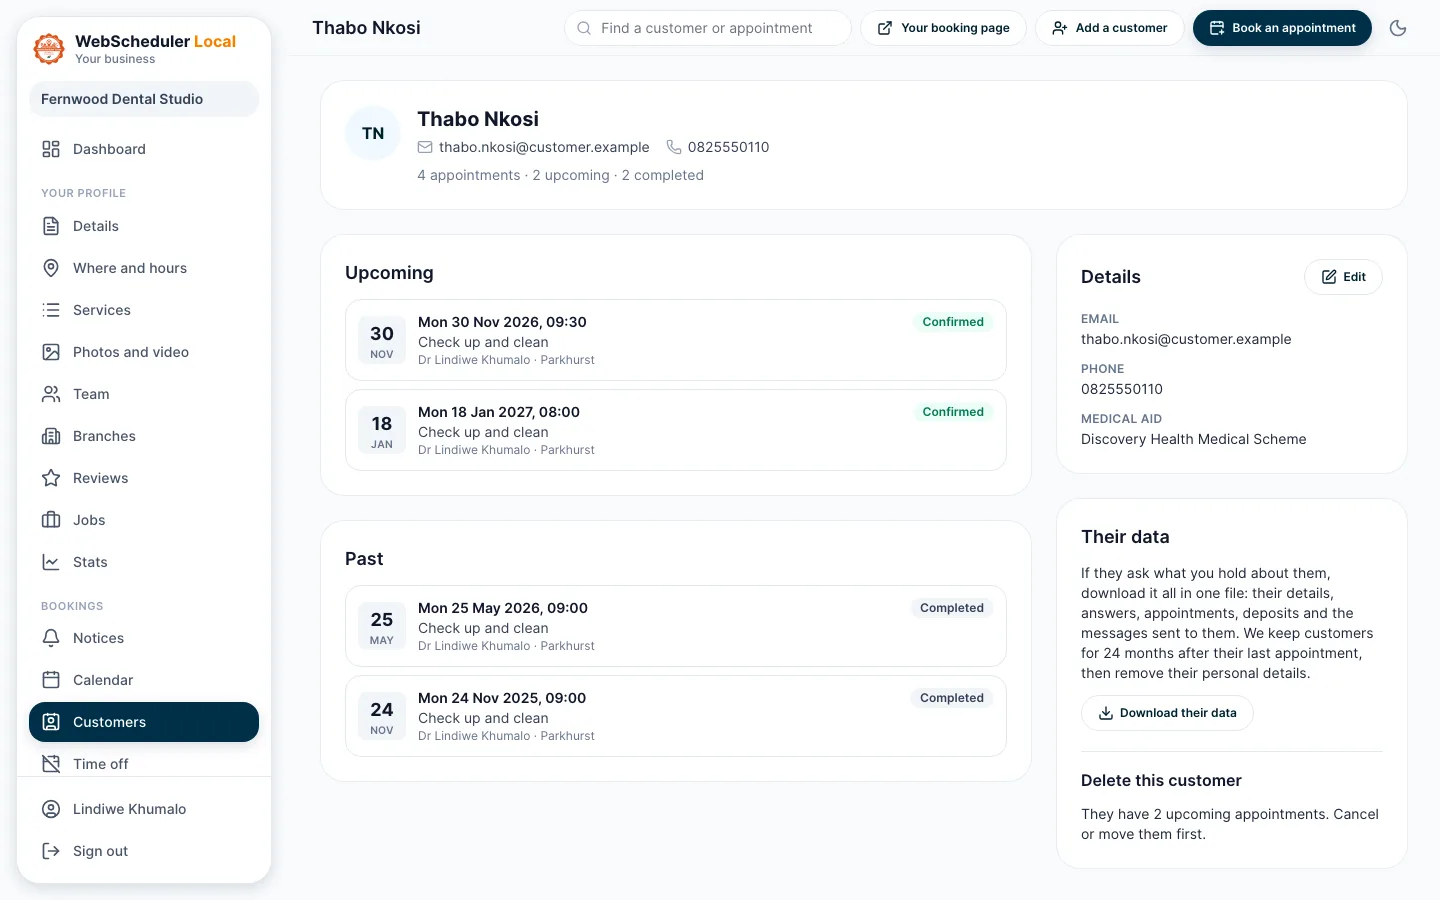 WebScheduler Local
Your business
Fernwood Dental Studio
Dashboard
YOUR PROFILE
Details
Where and hours
Services
Photos and video
Team
Branches
Reviews
Jobs
Stats
BOOKINGS
Notices
Calendar
Customers
Time off
Lindiwe Khumalo
Sign out
Thabo Nkosi
Find a customer or appointment
Your booking page
Add a customer
Book an appointment
TN
Thabo Nkosi
thabo.nkosi@customer.example
0825550110
4 appointments · 2 upcoming · 2 completed
Upcoming
30
NOV
Mon 30 Nov 2026, 09:30
Check up and clean
Dr Lindiwe Khumalo · Parkhurst
Confirmed
18
JAN
Mon 18 Jan 2027, 08:00
Check up and clean
Dr Lindiwe Khumalo · Parkhurst
Confirmed
Past
25
MAY
Mon 25 May 2026, 09:00
Check up and clean
Dr Lindiwe Khumalo · Parkhurst
Completed
24
NOV
Mon 24 Nov 2025, 09:00
Check up and clean
Dr Lindiwe Khumalo · Parkhurst
Completed
Details
Edit
EMAIL
thabo.nkosi@customer.example
PHONE
0825550110
MEDICAL AID
Discovery Health Medical Scheme
Their data
If they ask what you hold about them,
download it all in one file: their details,
answers, appointments, deposits and the
messages sent to them. We keep customers
for 24 months after their last appointment,
then remove their personal details.
Download their data
Delete this customer
They have 2 upcoming appointments. Cancel
or move them first.